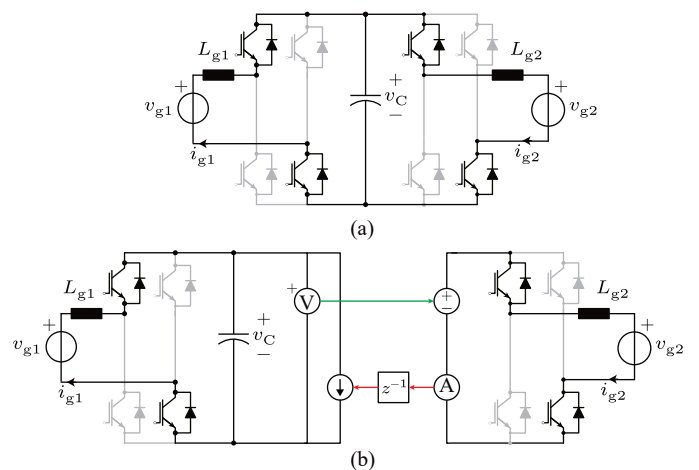 L_g1
L_g2
+
+
+
v_g1
v_C
v_g2
−
i_g1
i_g2
(a)
L_g1
L_g2
+
+
V
+
−
+
v_g1
v_C
v_g2
−
z^−1
A
i_g1
i_g2
(b)